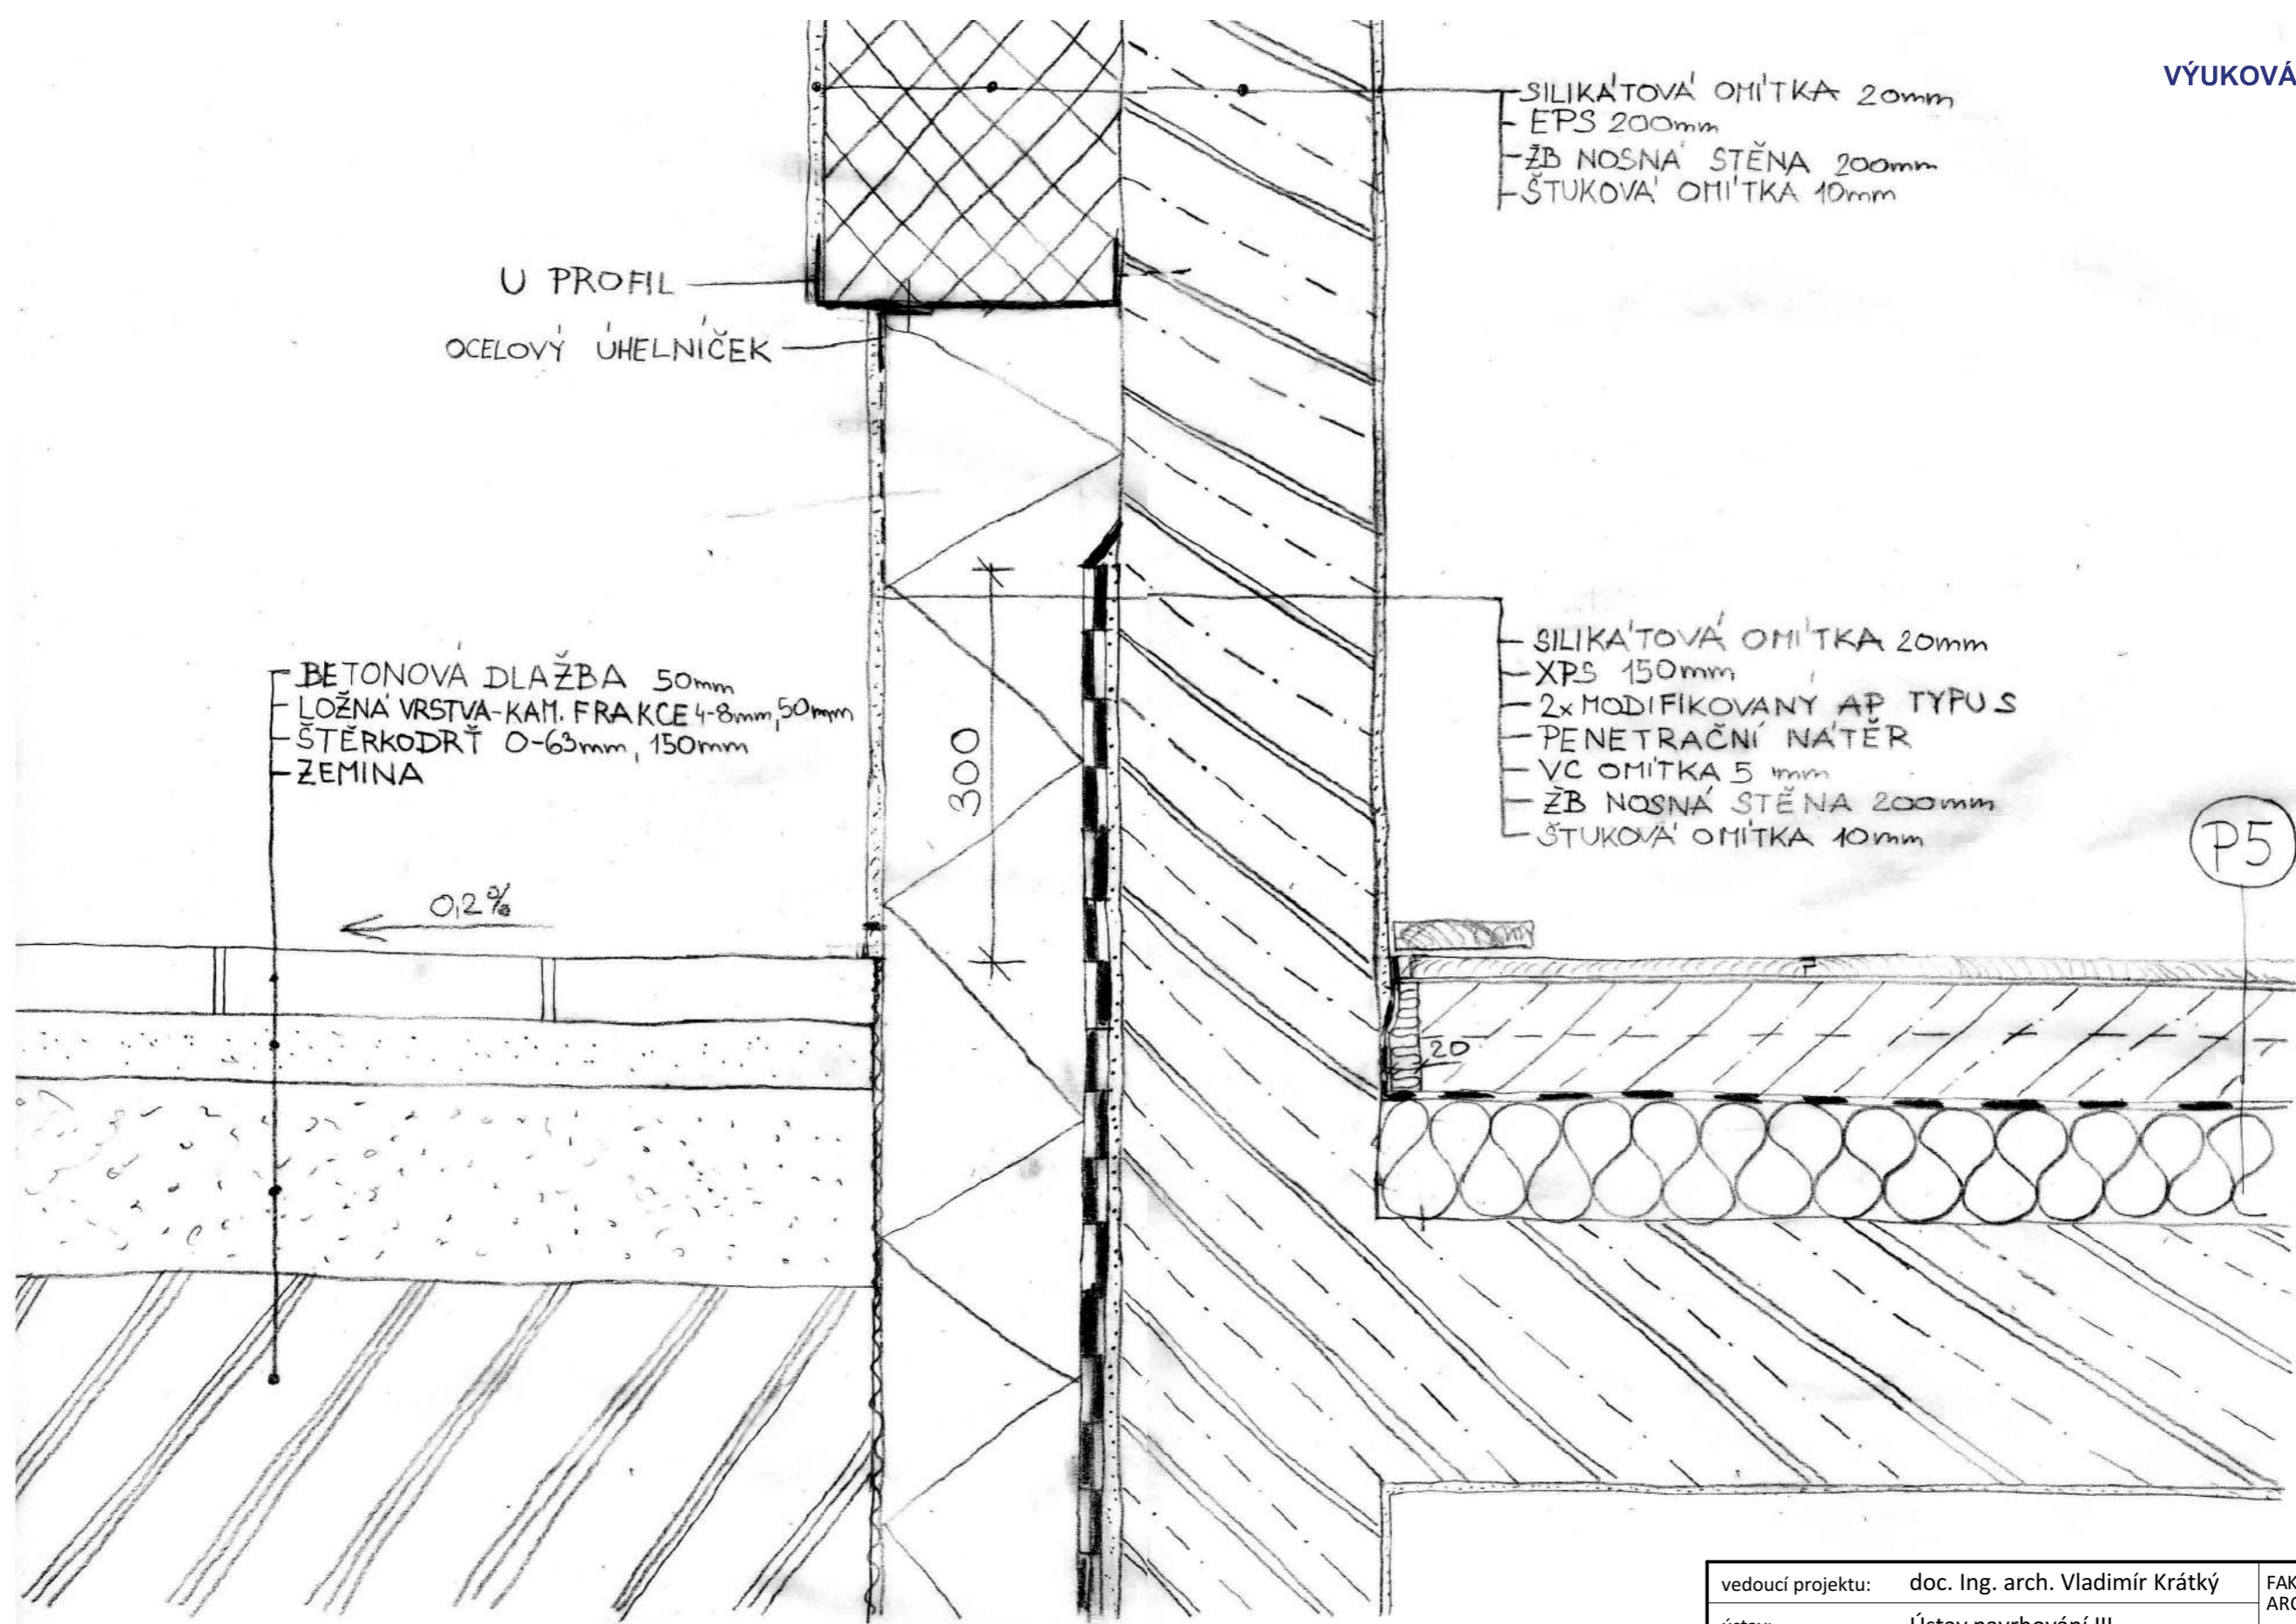 VÝUKOVÁ
SILIKÁTOVÁ OMÍTKA 20mm
EPS 200mm
ŽB NOSNÁ STĚNA 200mm
ŠTUKOVÁ OMÍTKA 10mm
U PROFIL
OCELOVÝ ÚHELNÍČEK
BETONOVÁ DLAŽBA 50mm
LOŽNÁ VRSTVA-KAM. FRAKCE 4-8mm, 50mm
ŠTĚRKODRŤ 0-63mm, 150mm
ZEMINA
0,2%
300
SILIKÁTOVÁ OMÍTKA 20mm
XPS 150mm
2x MODIFIKOVANÝ AP TYPU S
PENETRAČNÍ NÁTĚR
VC OMÍTKA 5 mm
ŽB NOSNÁ STĚNA 200mm
ŠTUKOVÁ OMÍTKA 10mm
P5
20
vedoucí projektu: doc. Ing. arch. Vladimír Krátký
FAK